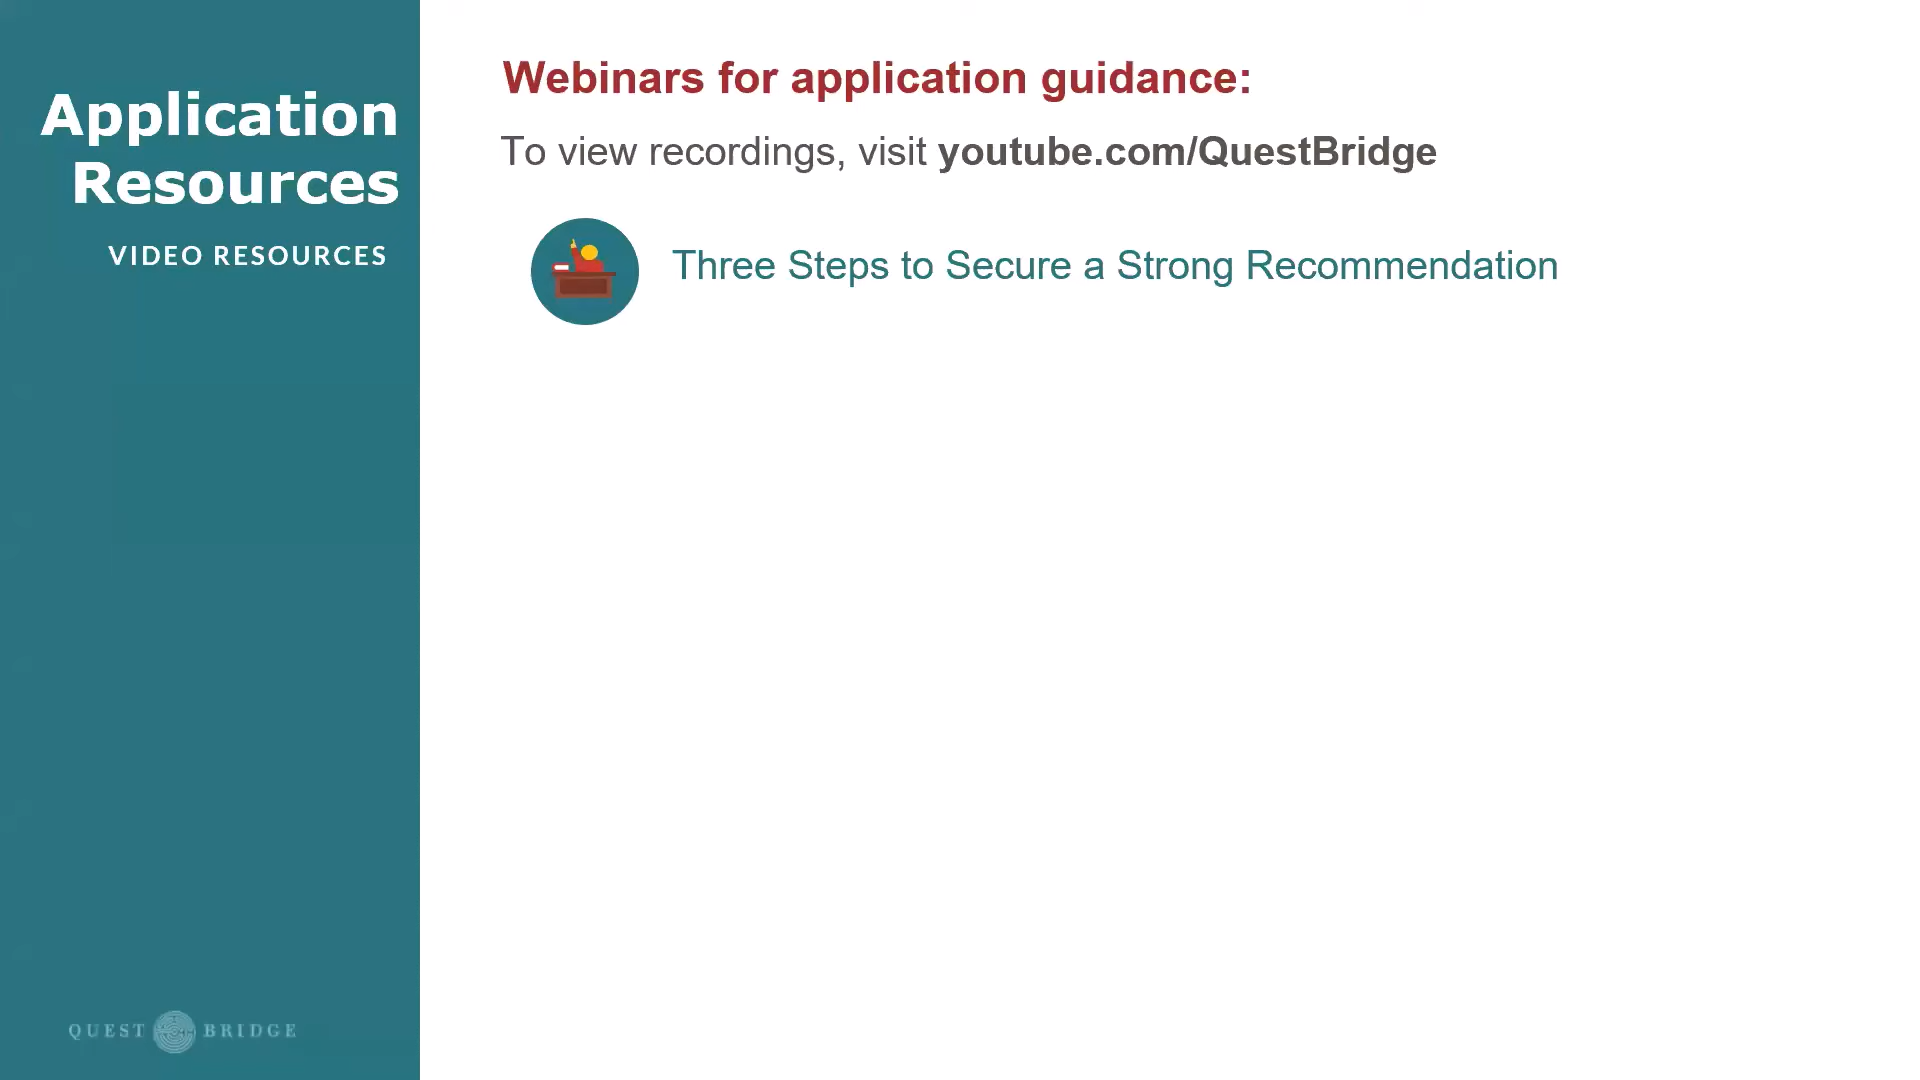 Application
Resources
VIDEO RESOURCES
Webinars for application guidance:
To view recordings, visit youtube.com/QuestBridge
Three Steps to Secure a Strong Recommendation
QUEST BRIDGE